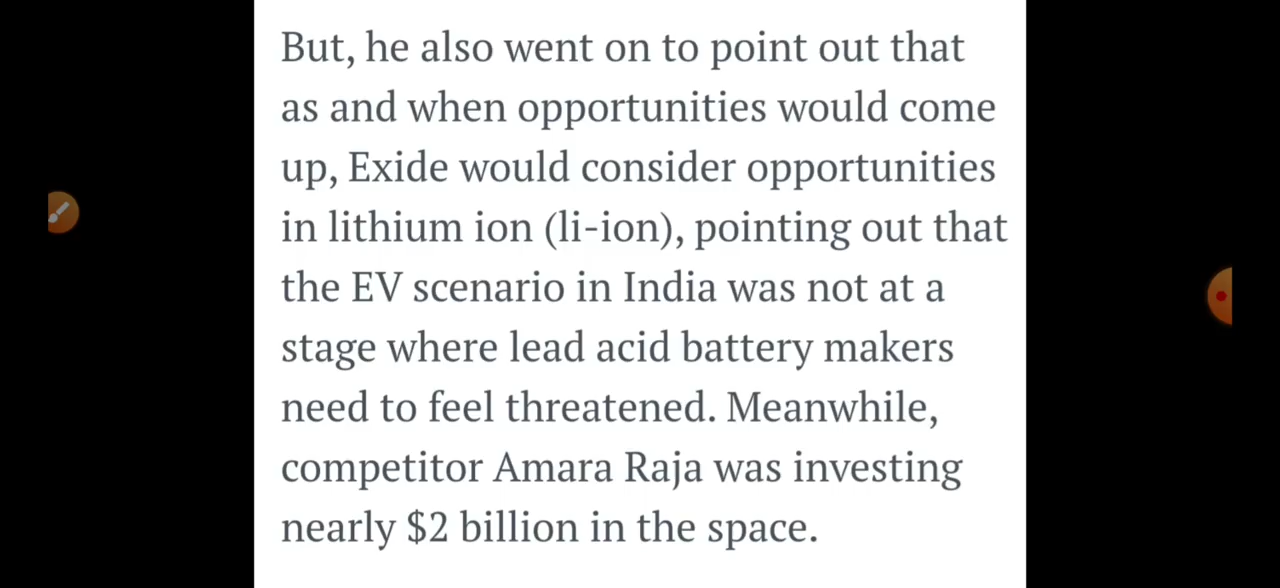 But, he also went on to point out that
as and when opportunities would come
up, Exide would consider opportunities
in lithium ion (li-ion), pointing out that
the EV scenario in India was not at a
stage where lead acid battery makers
need to feel threatened. Meanwhile,
competitor Amara Raja was investing
nearly $2 billion in the space.